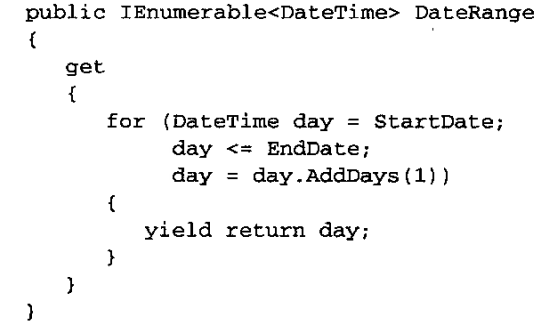 public IEnumerable<DateTime> DateRange
{
get
{
for (DateTime day = StartDate;
day <= EndDate;
day = day.AddDays(1))
{
yield return day;
}
}
}